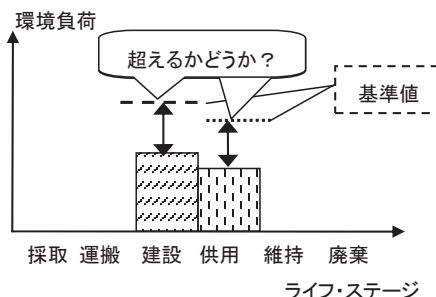 環境負荷
超えるかどうか？
基準値
採取 運搬 建設 供用 維持 廃棄
ライフ・ステージ